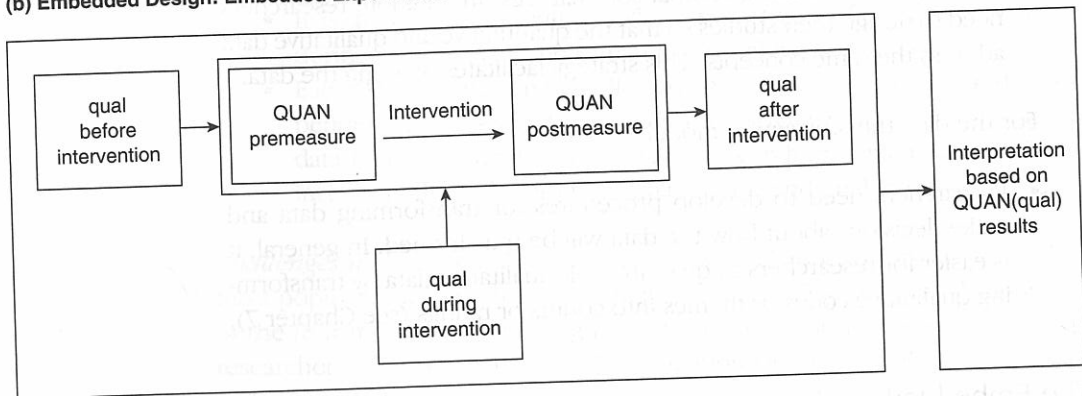 (b) Embedded Design: Embedded
qual
before
intervention
QUAN
premeasure
Intervention
QUAN
postmeasure
qual
after
intervention
qual
during
intervention
Interpretation
based on
QUAN(qual)
results